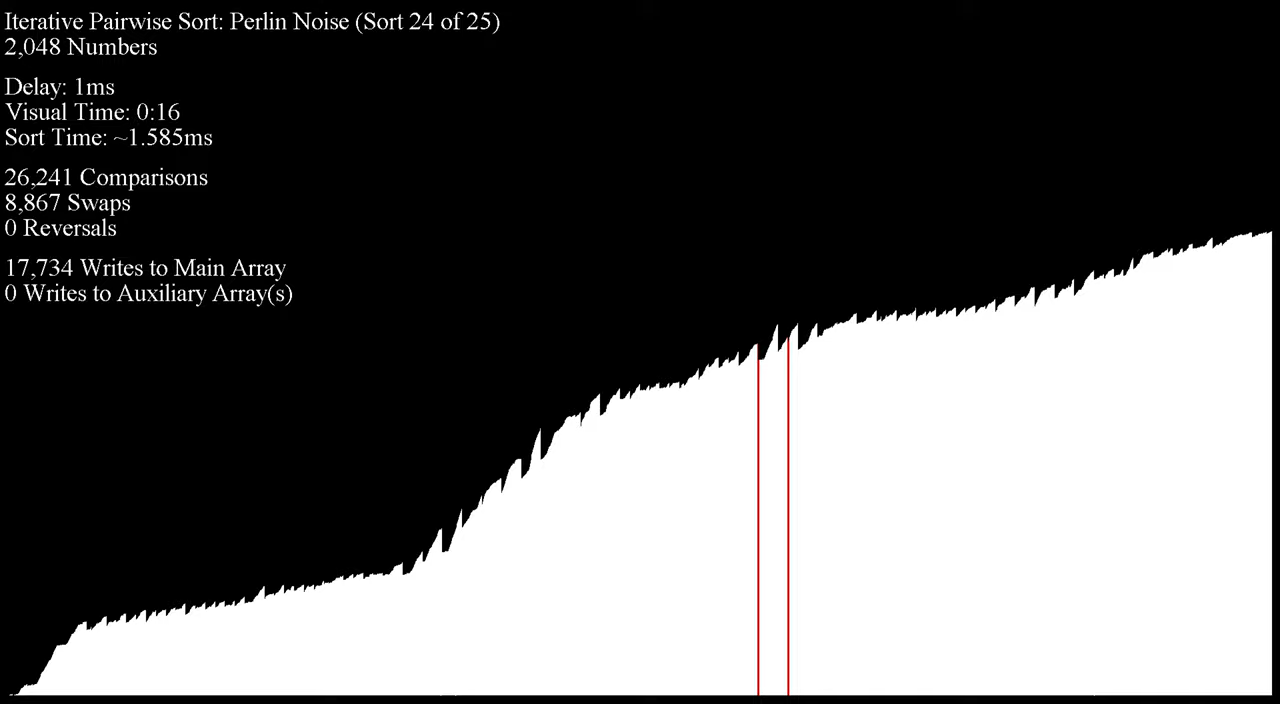 Iterative Pairwise Sort: Perlin Noise (Sort 24 of 25)
2,048 Numbers
Delay: 1ms
Visual Time: 0:16
Sort Time: ~1.585ms
26,241 Comparisons
8,867 Swaps
0 Reversals
17,734 Writes to Main Array
0 Writes to Auxiliary Array(s)